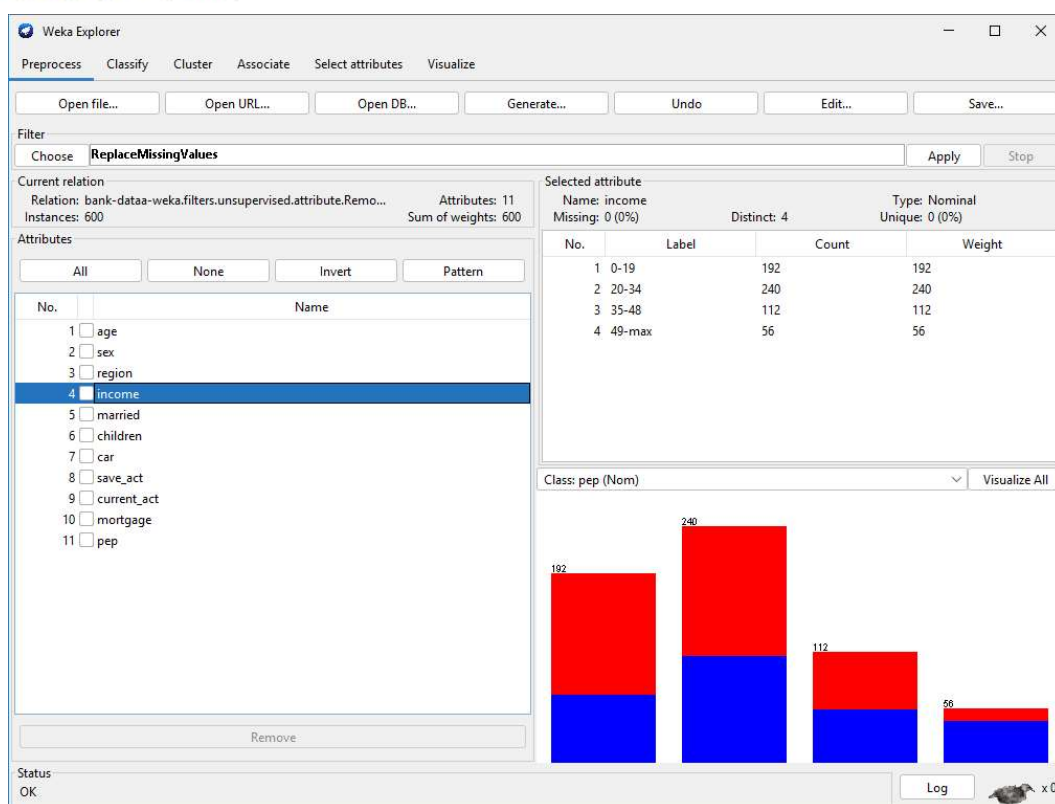 Weka Explorer
Preprocess Classify Cluster Associate Select attributes Visualize
Open file... Open URL... Open DB... Generate... Undo Edit... Save...
Filter
Choose ReplaceMissingValues Apply Stop
Current relation
Relation: bank-dataa-weka.filters.unsupervised.attribute.Remo... Attributes: 11
Instances: 600 Sum of weights: 600
Attributes
All None Invert Pattern
No. Name
1 age
2 sex
3 region
4 income
5 married
6 children
7 car
8 save_act
9 current_act
10 mortgage
11 pep
Remove
Selected attribute
Name: income Type: Nominal
Missing: 0 (0%) Distinct: 4 Unique: 0 (0%)
No. Label Count Weight
1 0-19 192 192
2 20-34 240 240
3 35-48 112 112
4 49-max 56 56
Class: pep (Nom) Visualize All
240
192
112
56
Status
OK
Log x 0